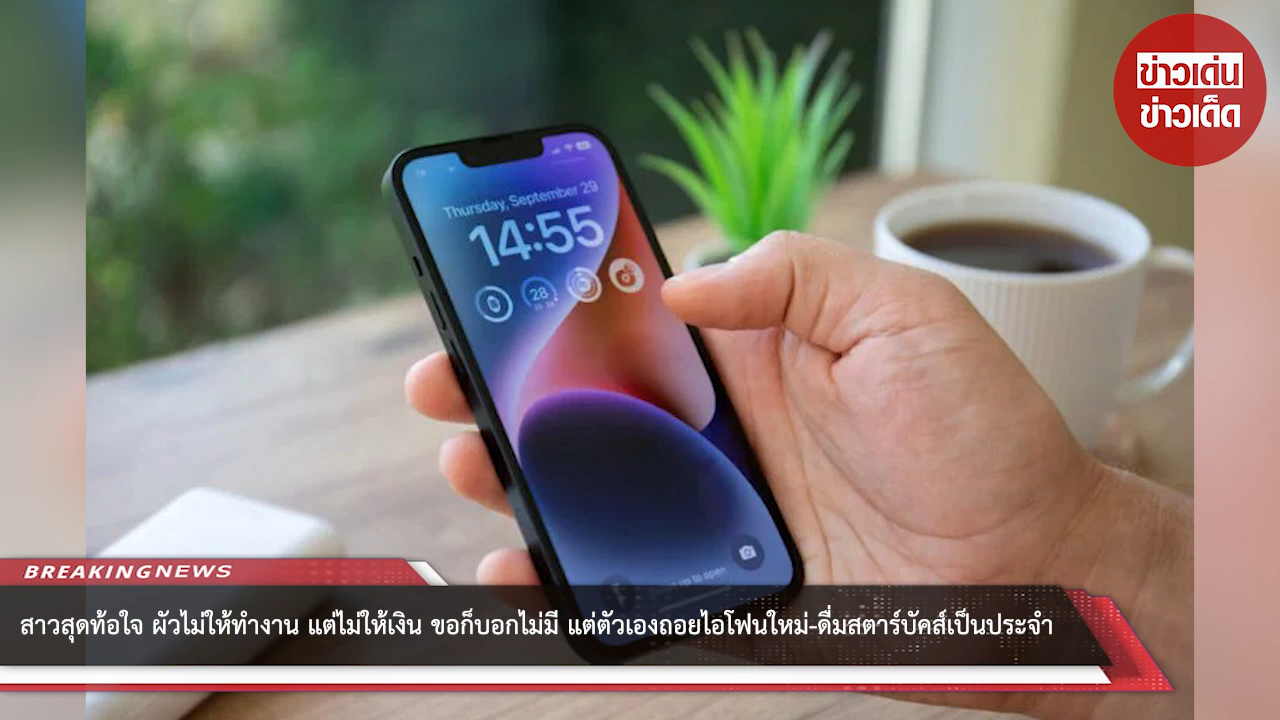 ข่าวเด่น
ข่าวเด็ด
Thursday, September 29
14:55
28
BREAKINGNEWS
สาวสุดท้อใจ ผัวไม่ให้ทำงาน แต่ไม่ให้เงิน ขอก็บอกไม่มี แต่ตัวเองถอยไอโฟนใหม่-ดื่มสตาร์บัคส์เป็นประจำ